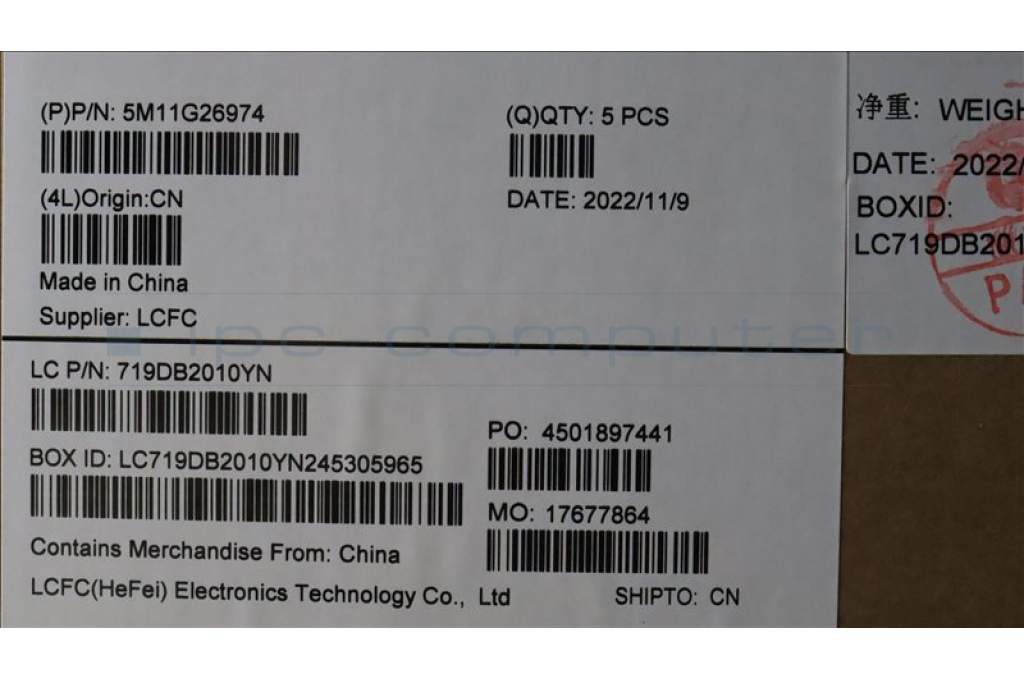 (P)P/N: 5M11G26974
(Q)QTY: 5 PCS
(4L)Origin:CN
DATE: 2022/11/9
Made in China
Supplier: LCFC
LC P/N: 719DB2010YN
BOX ID: LC719DB2010YN245305965
PO: 4501897441
MO: 17677864
Contains Merchandise From: China
LCFC(HeFei) Electronics Technology Co., Ltd
SHIPTO: CN
净重:
DATE: 2022/
BOXID:
LC719DB201
ipc-computer